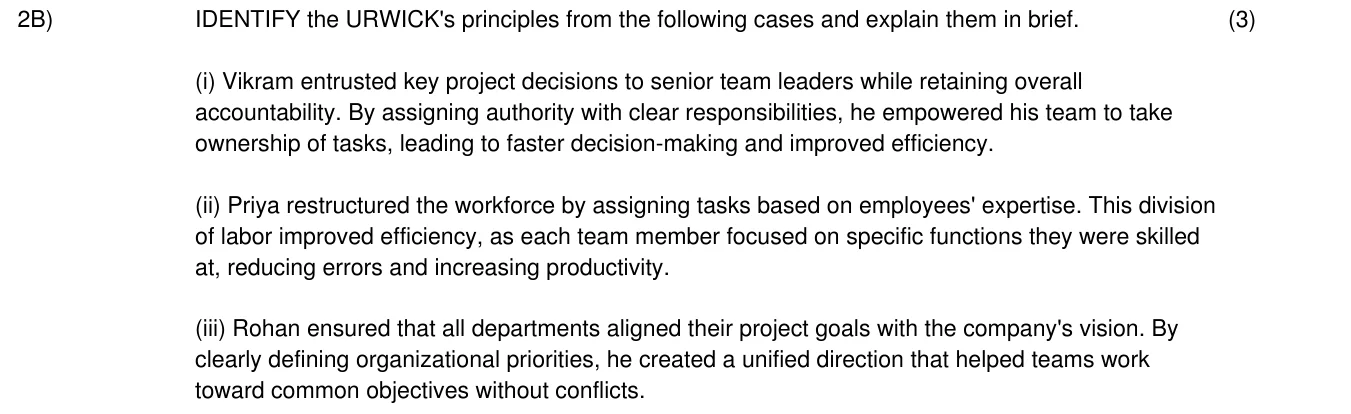 2B) IDENTIFY the URWICK's principles from the following cases and explain them in brief. (3)
(i) Vikram entrusted key project decisions to senior team leaders while retaining overall
accountability. By assigning authority with clear responsibilities, he empowered his team to take
ownership of tasks, leading to faster decision-making and improved efficiency.
(ii) Priya restructured the workforce by assigning tasks based on employees' expertise. This division
of labor improved efficiency, as each team member focused on specific functions they were skilled
at, reducing errors and increasing productivity.
(iii) Rohan ensured that all departments aligned their project goals with the company's vision. By
clearly defining organizational priorities, he created a unified direction that helped teams work
toward common objectives without conflicts.